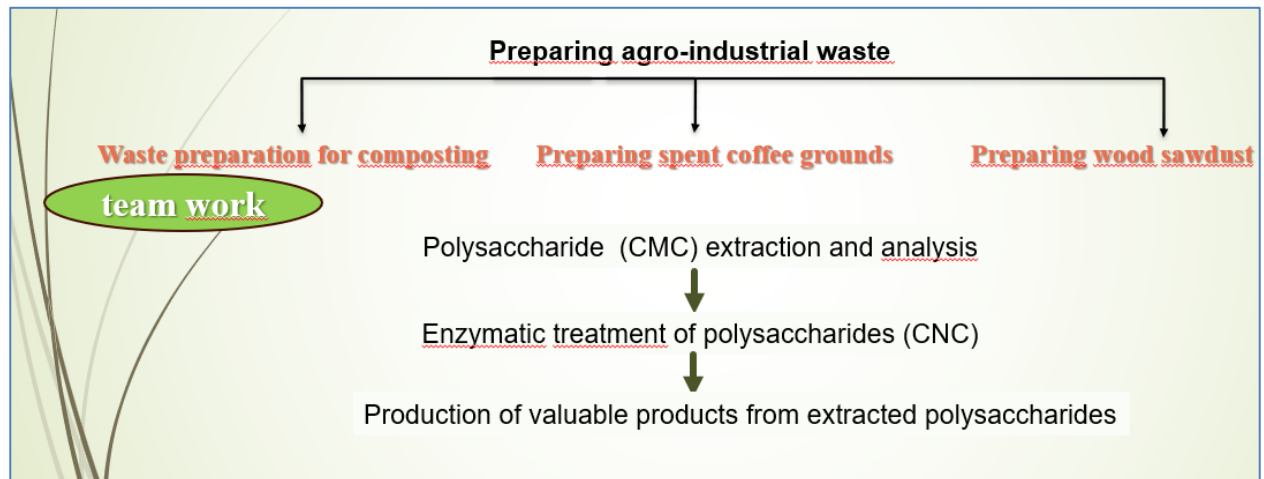 Preparing agro-industrial waste
Waste preparation for composting
Preparing spent coffee grounds
Preparing wood sawdust
team work
Polysaccharide (CMC) extraction and analysis
Enzymatic treatment of polysaccharides (CNC)
Production of valuable products from extracted polysaccharides